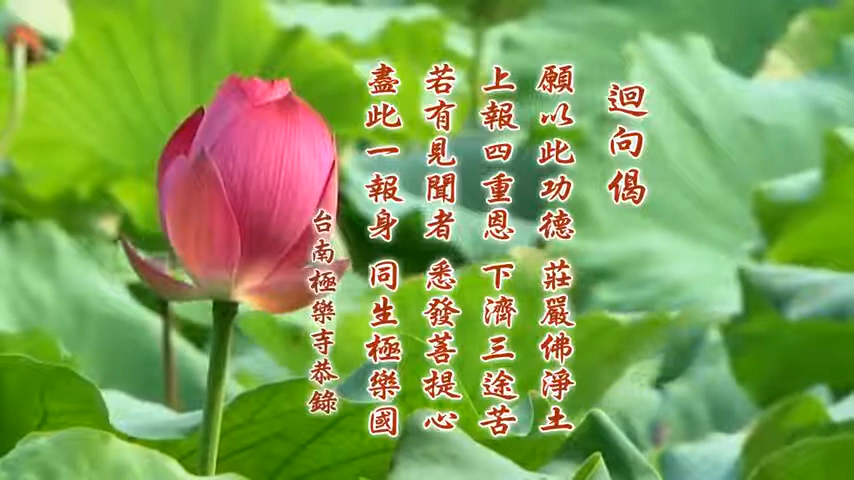 迴向偈
願以此功德 莊嚴佛淨土
上報四重恩 下濟三途苦
若有見聞者 悉發菩提心
盡此一報身 同生極樂國
台南極樂寺恭錄